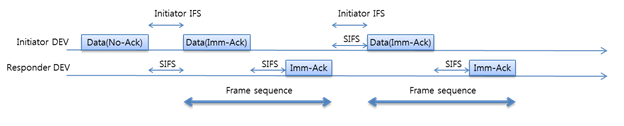 Initiator IFS
Initiator IFS
Initiator DEV
Data(No-Ack)
Data(Imm-Ack)
SIFS
Data(Imm-Ack)
Responder DEV
SIFS
SIFS
Imm-Ack
SIFS
Imm-Ack
Frame sequence
Frame sequence